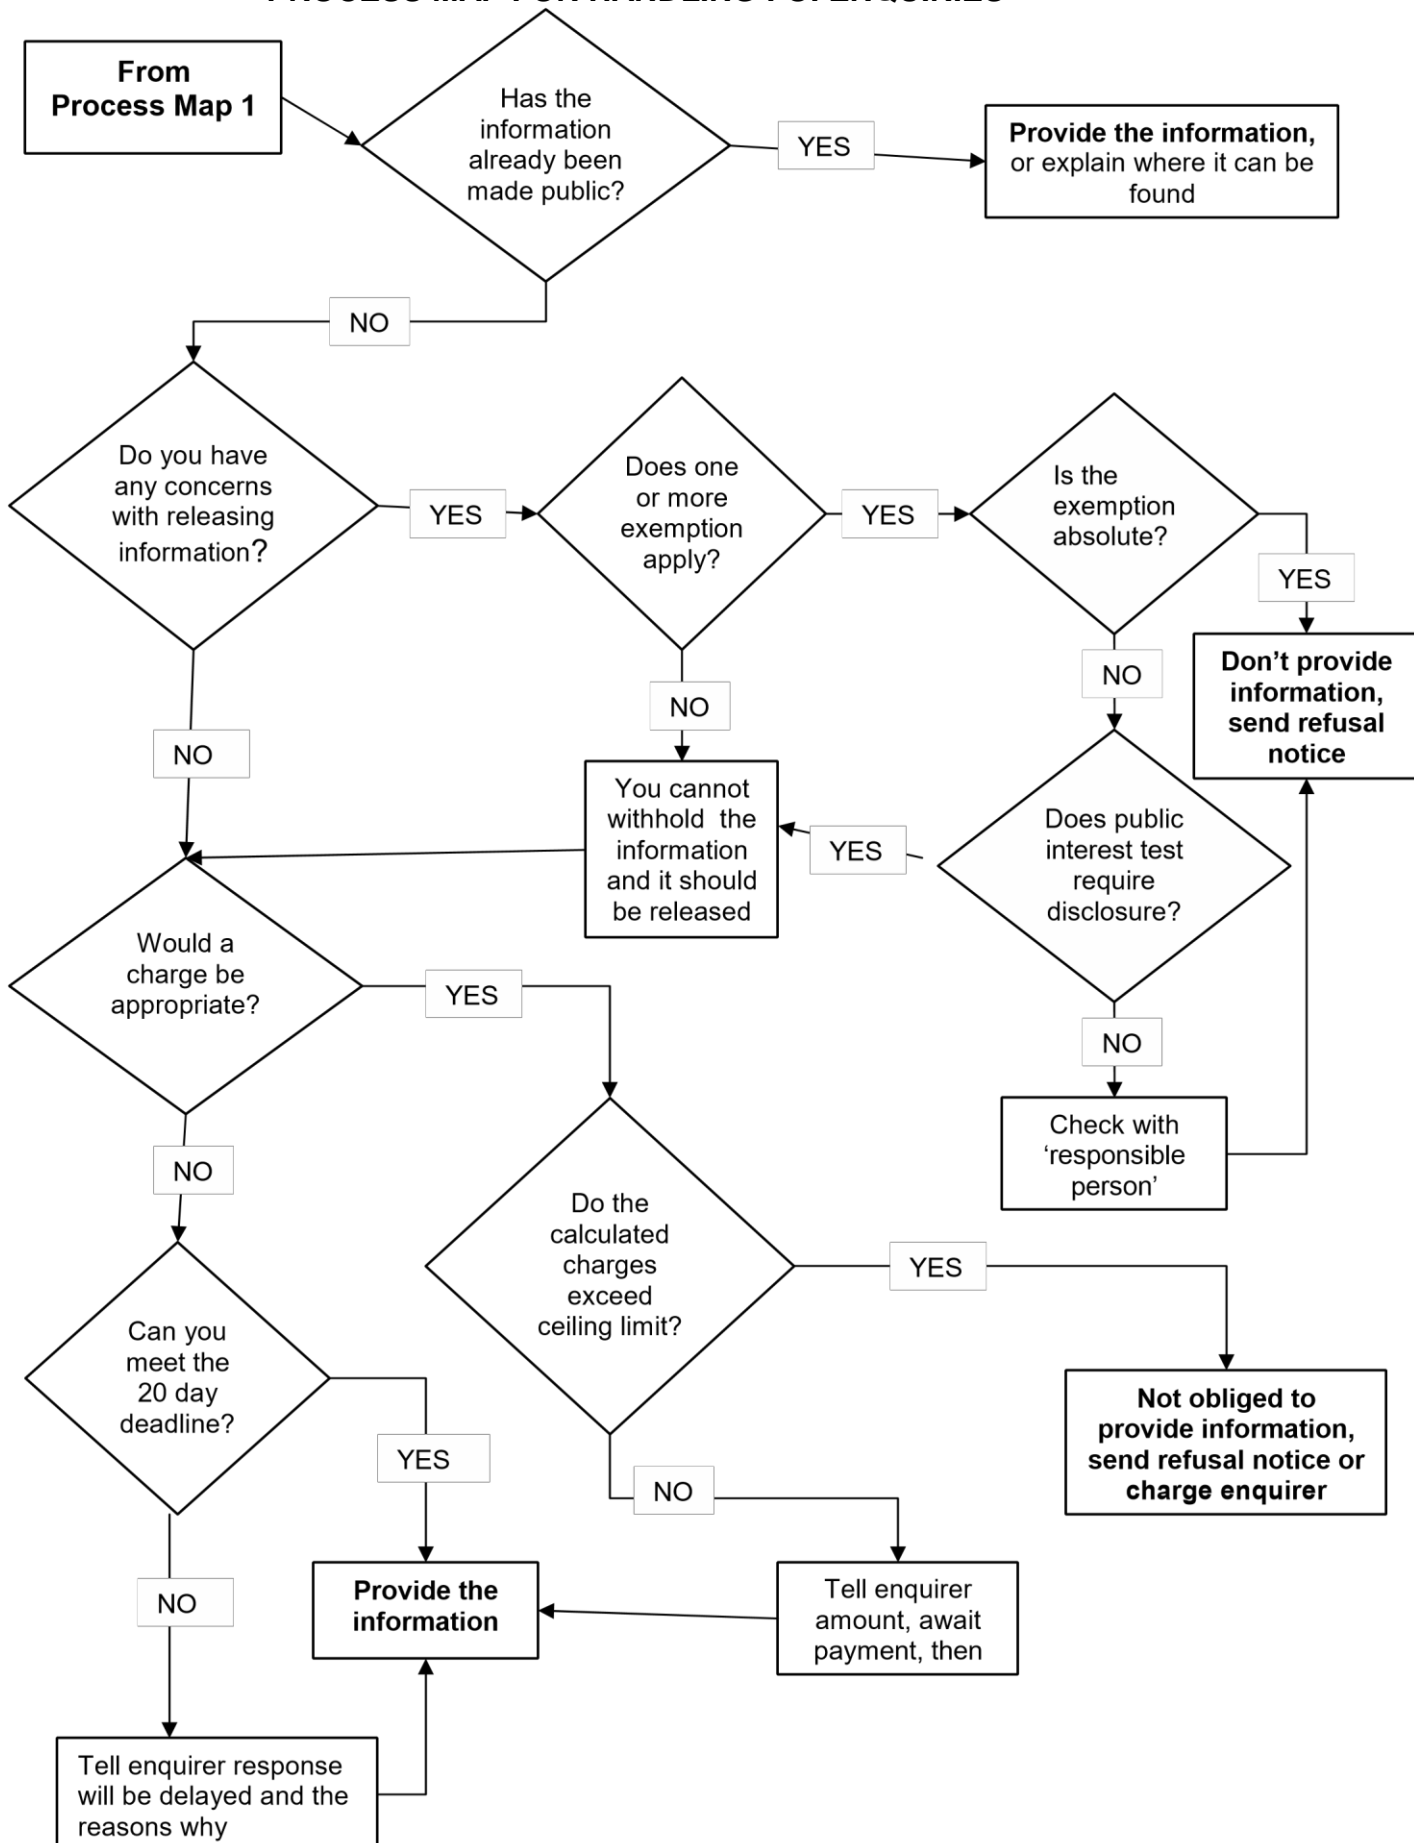 PROCESS MAP FOR HANDLING FOI ENQUIRIES
From
Process Map 1
Has the
information
already been
made public?
YES
Provide the information,
or explain where it can be
found
NO
Do you have
any concerns
with releasing
information?
YES
Does one
or more
exemption
apply?
YES
Is the
exemption
absolute?
YES
NO
Don’t provide
information,
send refusal
notice
NO
NO
You cannot
withhold the
information
and it should
be released
YES
Does public
interest test
require
disclosure?
Would a
charge be
appropriate?
YES
NO
Check with
‘responsible
person’
NO
Do the
calculated
charges
exceed
ceiling limit?
YES
Can you
meet the
20 day
deadline?
YES
NO
Not obliged to
provide information,
send refusal notice or
charge enquirer
NO
Provide the
information
Tell enquirer
amount, await
payment, then
Tell enquirer response
will be delayed and the
reasons why